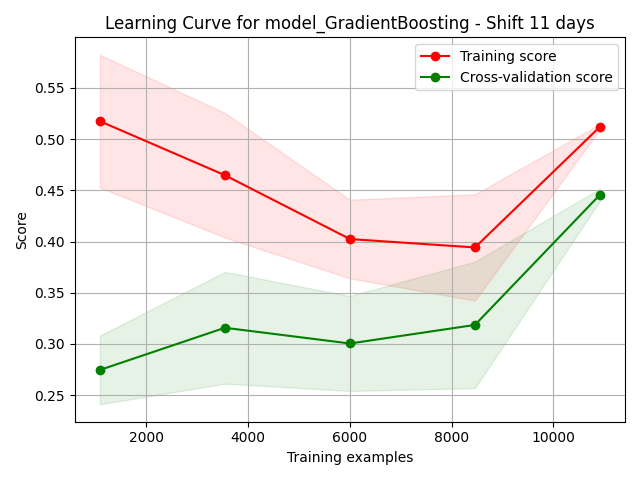 Learning Curve for model_GradientBoosting - Shift 11 days
Training score
Cross-validation score
Score
0.55
0.50
0.45
0.40
0.35
0.30
0.25
2000
4000
6000
8000
10000
Training examples